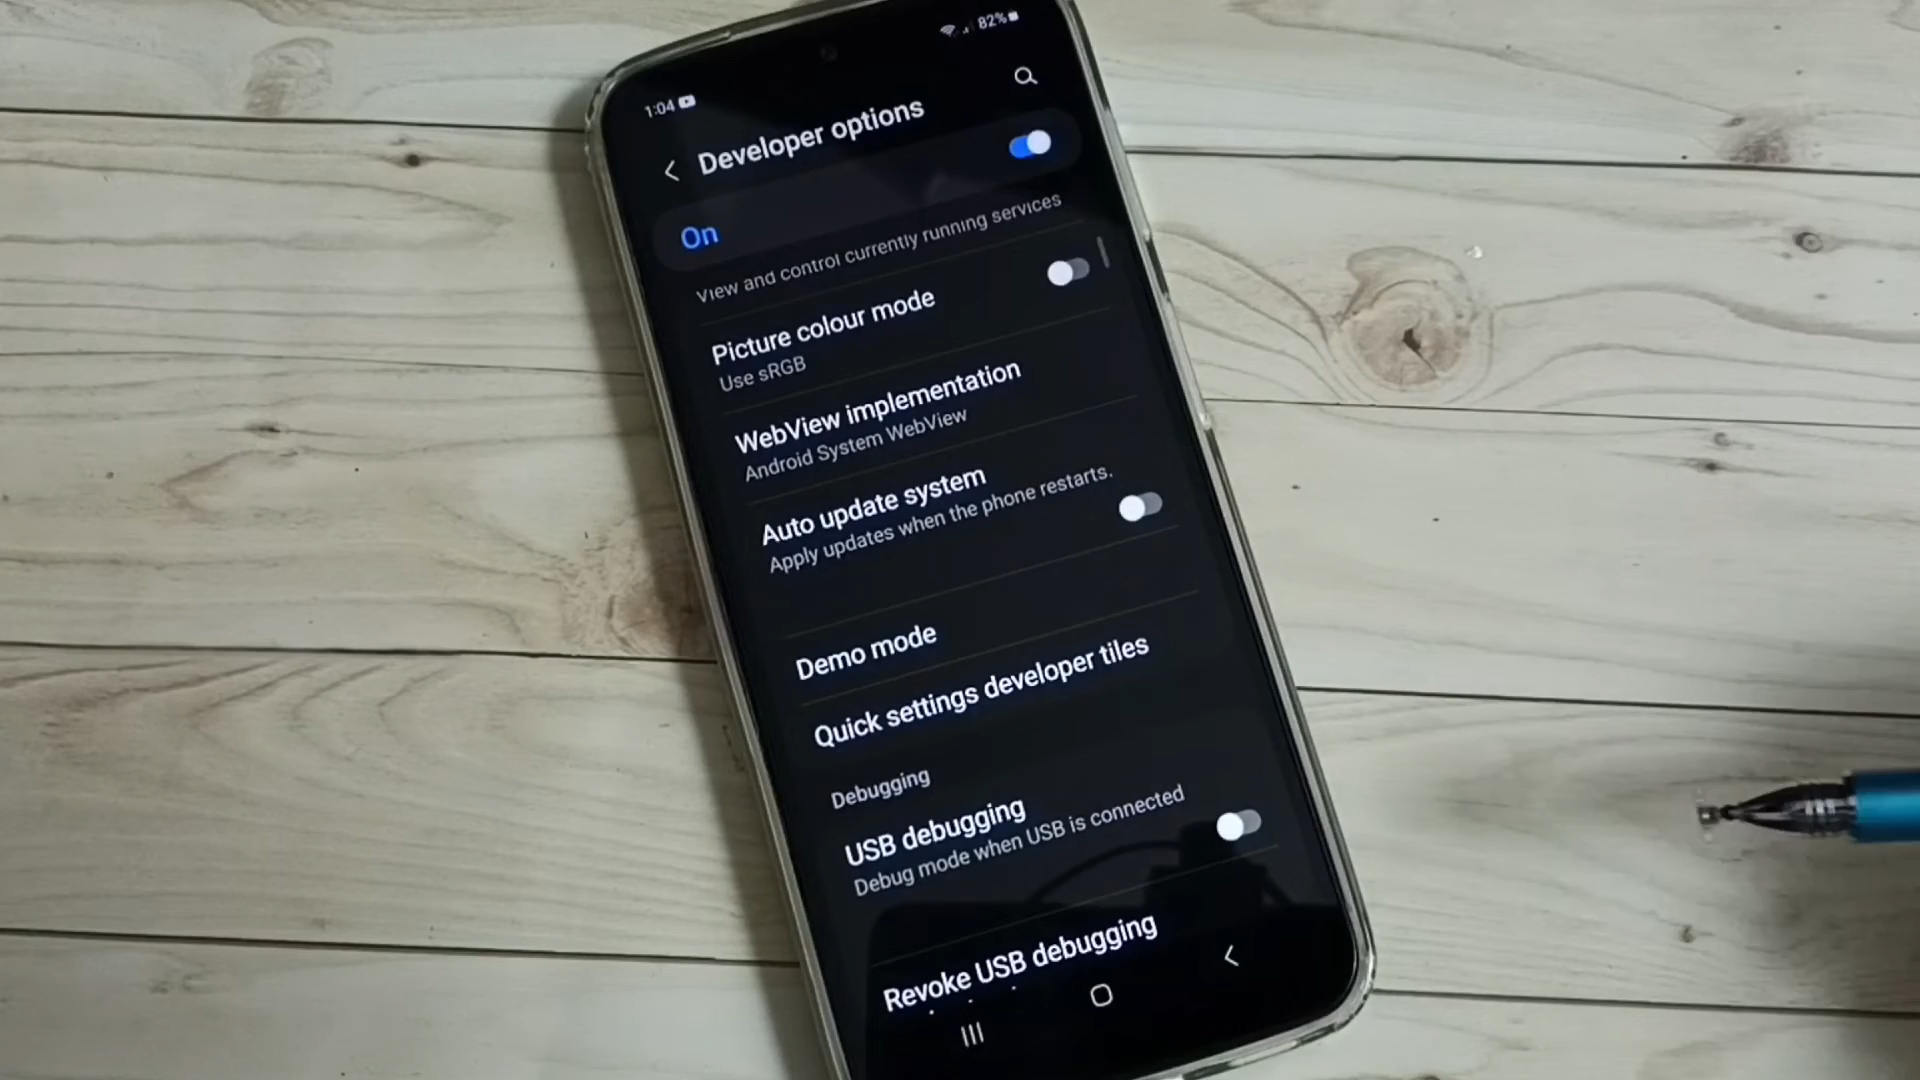 1:04
82%
Developer options
On
View and control currently running services
Picture colour mode
Use sRGB
WebView implementation
Android System WebView
Auto update system
Apply updates when the phone restarts.
Demo mode
Quick settings developer tiles
Debugging
USB debugging
Debug mode when USB is connected
Revoke USB debugging